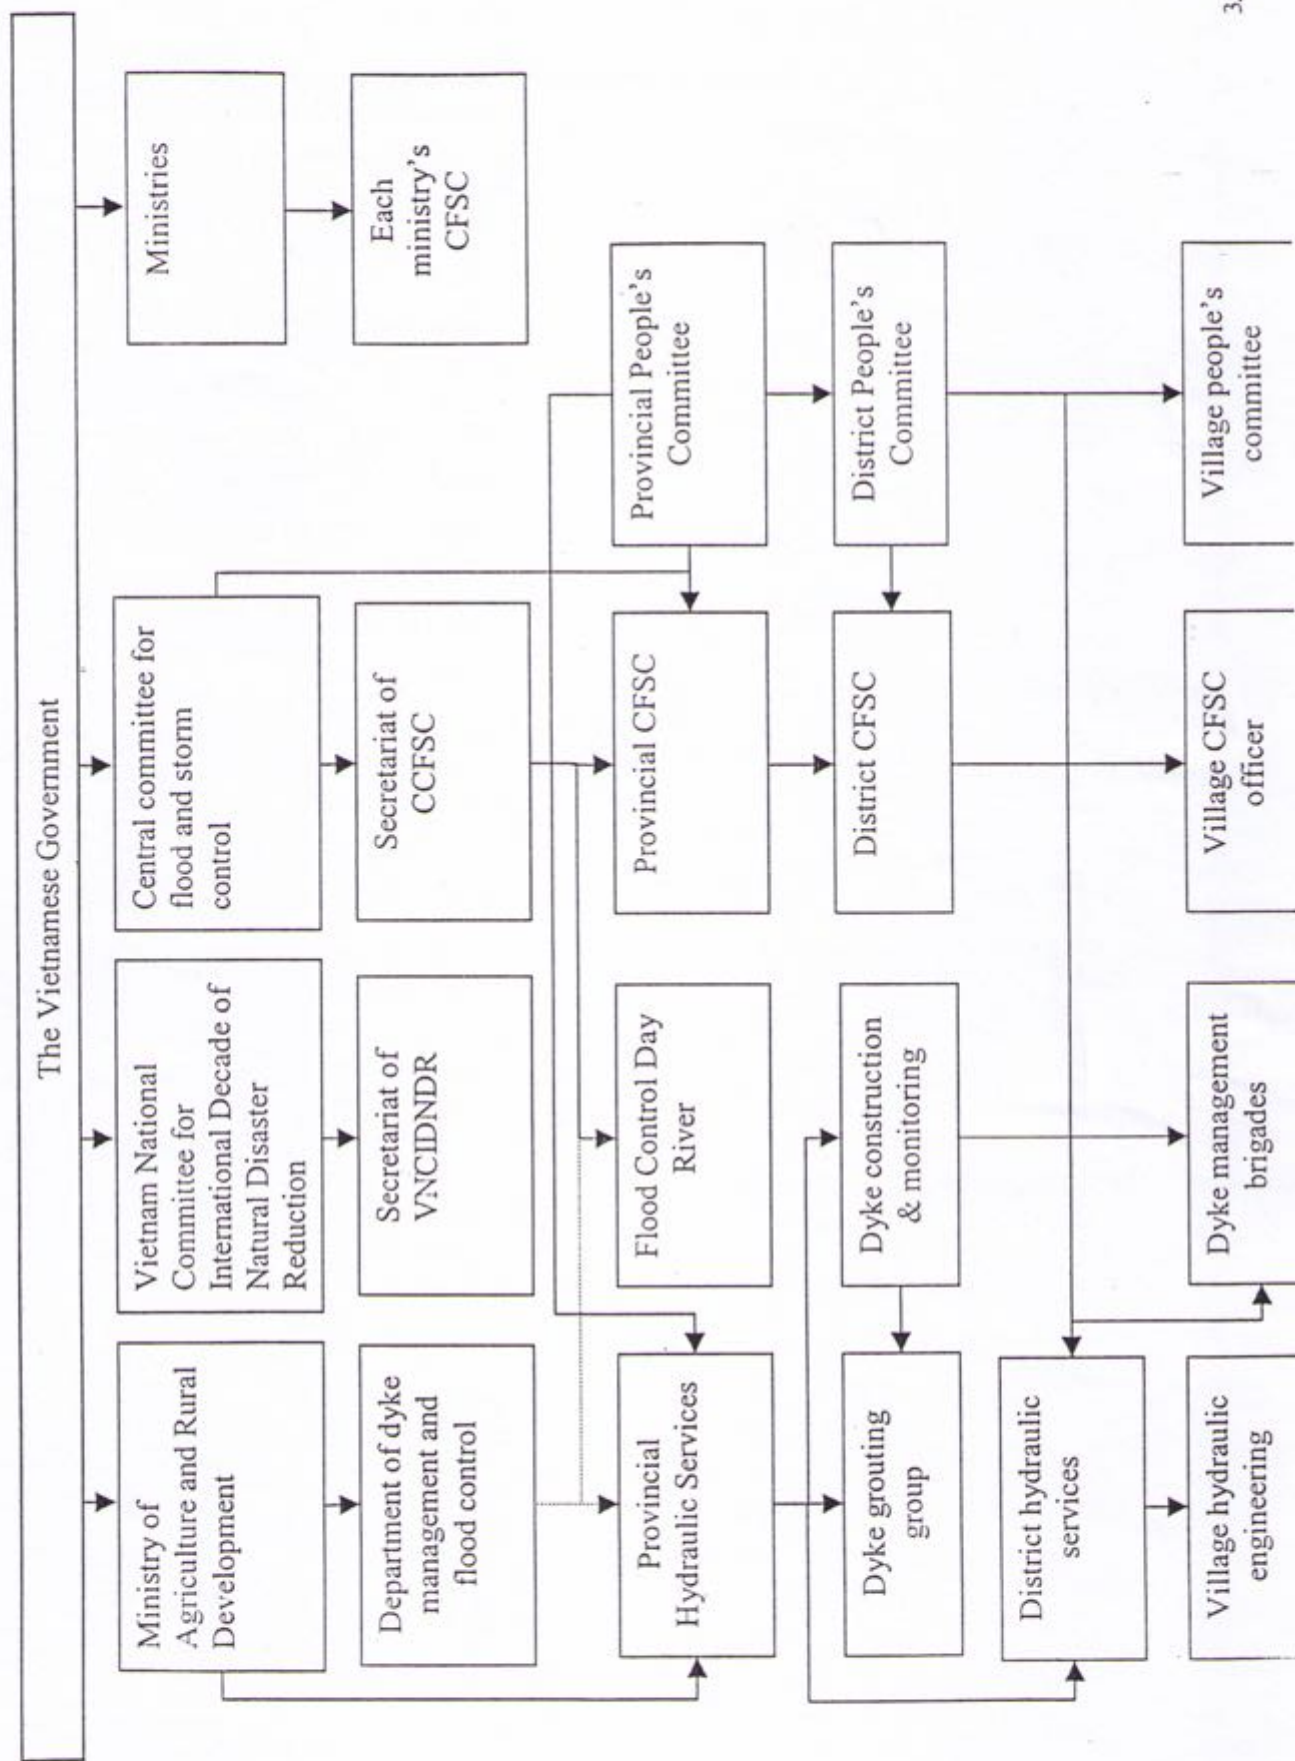 The Vietnamese Government
Ministry of
Agriculture and Rural
Development
Vietnam National
Committee for
International Decade of
Natural Disaster
Reduction
Central committee for
flood and storm
control
Ministries
Department of dyke
management and
flood control
Secretariat of
VNCIDNDR
Secretariat of
CCFSC
Each
ministry's
CFSC
Provincial
Hydraulic Services
Flood Control Day
River
Provincial CFSC
Provincial People's
Committee
Dyke grouting
group
Dyke construction
& monitoring
District CFSC
District People's
Committee
District hydraulic
services
Village hydraulic
engineering
Dyke management
brigades
Village CFSC
officer
Village people's
committee